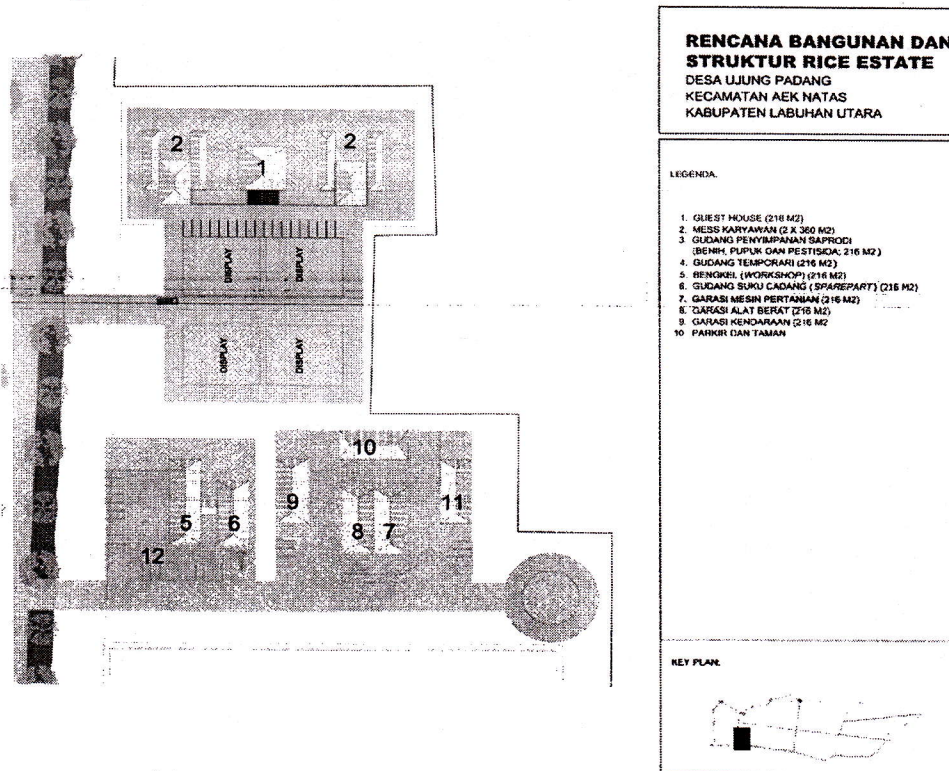 RENCANA BANGUNAN DAN
STRUKTUR RICE ESTATE
DESA UJUNG PADANG
KECAMATAN AEK NATAS
KABUPATEN LABUHAN UTARA
LEGENDA.
1. GUEST HOUSE (216 M2)
2. MESS KARYAWAN (2 X 360 M2)
3. GUDANG PENYIMPANAN SAPRODI
(BENIH, PUPUK DAN PESTISIDA; 216 M2)
4. GUDANG TEMPORARI (216 M2)
5. BENGKEL (WORKSHOP) (216 M2)
6. GUDANG SUKU CADANG (SPAREPART) (216 M2)
7. GARASI MESIN PERTANIAN (216 M2)
8. GARASI ALAT BERAT (216 M2)
9. GARASI KENDARAAN (216 M2
10 PARKIR DAN TAMAN
2
1
2
DISPLAY
DISPLAY
DISPLAY
DISPLAY
10
5
6
9
8
7
11
12
KEY PLAN: